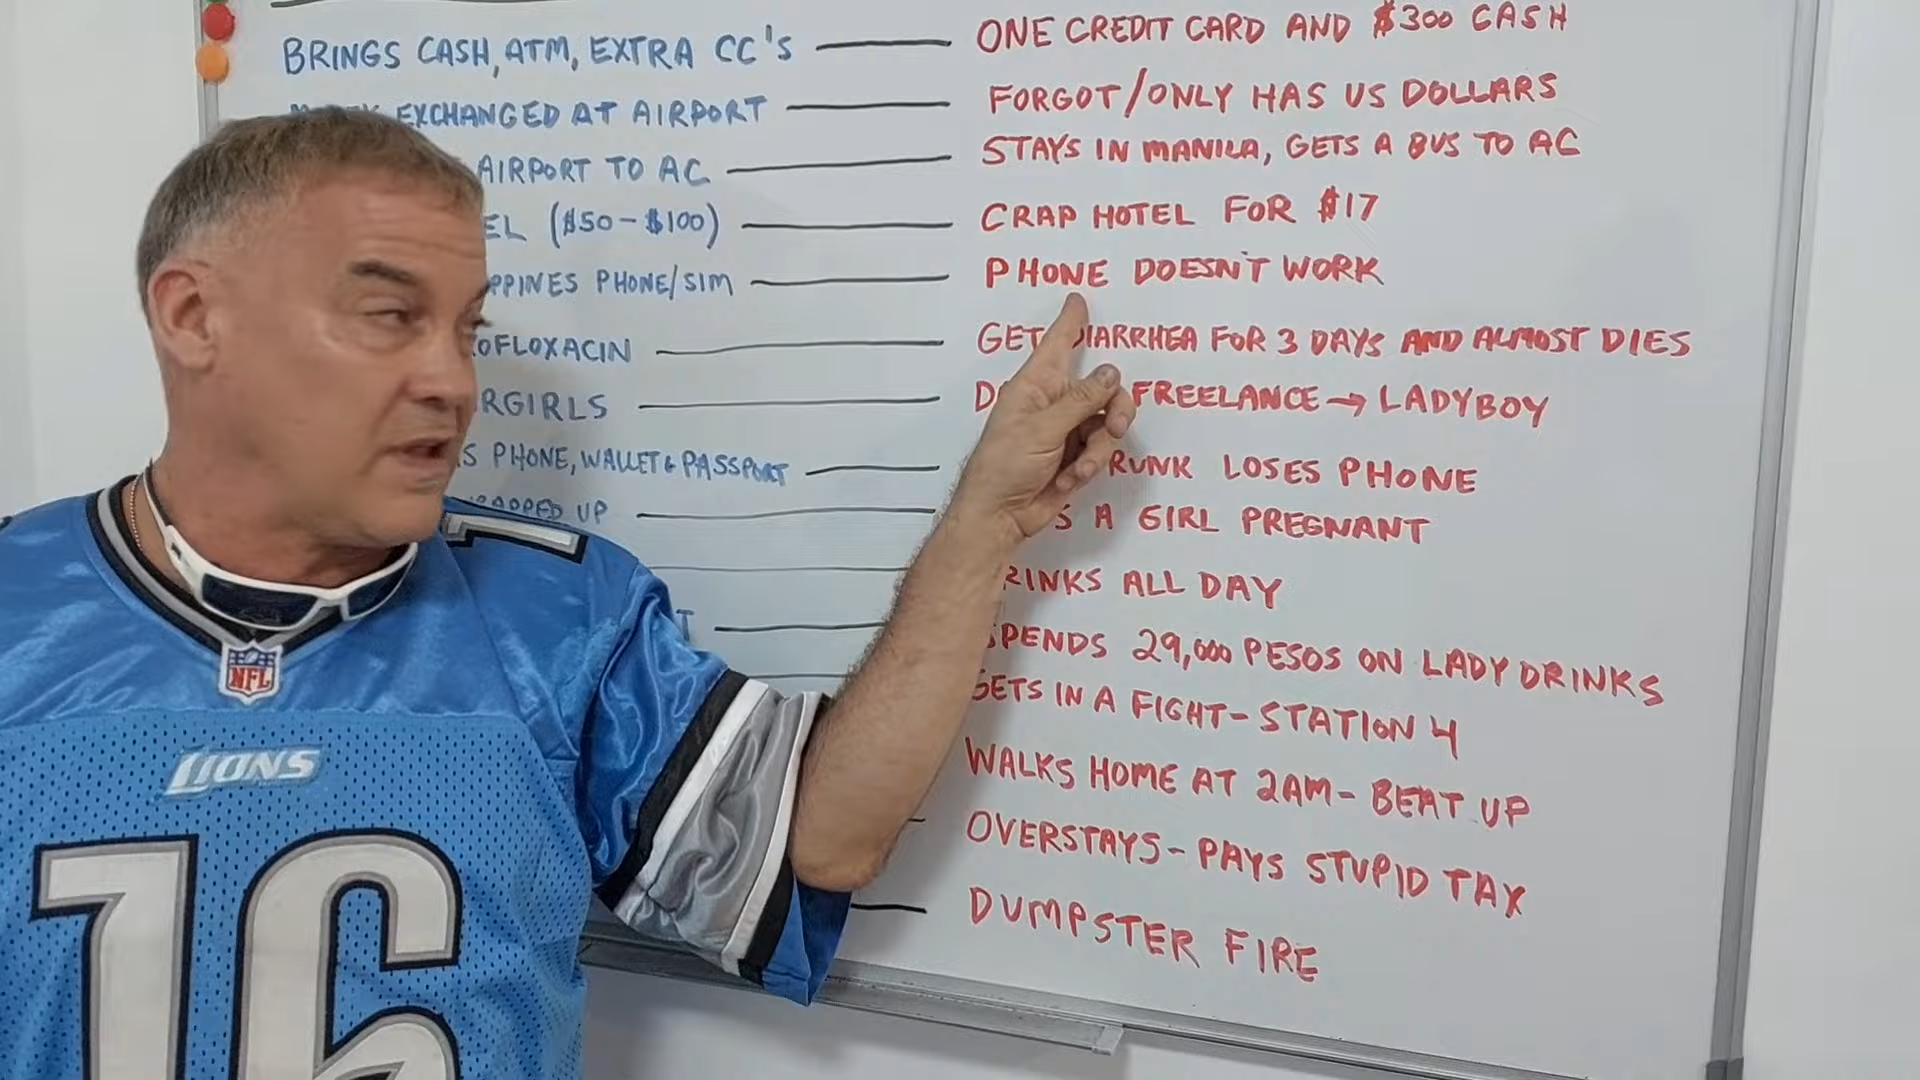 BRINGS CASH, ATM, EXTRA CC'S ONE CREDIT CARD AND $300 CASH
EXCHANGED AT AIRPORT FORGOT/ONLY HAS US DOLLARS
AIRPORT TO AC STAYS IN MANILA, GETS A BUS TO AC
EL ($50-$100) CRAP HOTEL FOR $17
PPINES PHONE/SIM PHONE DOESN'T WORK
OFLOXACIN GET DIARRHEA FOR 3 DAYS AND ALMOST DIES
RGIRLS FREELANCE → LADYBOY
S PHONE, WALLET & PASSPORT RUNK LOSES PHONE
RAPPED UP S A GIRL PREGNANT
RINKS ALL DAY
T SPENDS 29,000 PESOS ON LADY DRINKS
GETS IN A FIGHT - STATION 4
WALKS HOME AT 2AM - BEAT UP
OVERSTAYS - PAYS STUPID TAX
DUMPSTER FIRE
NFL
LIONS
16